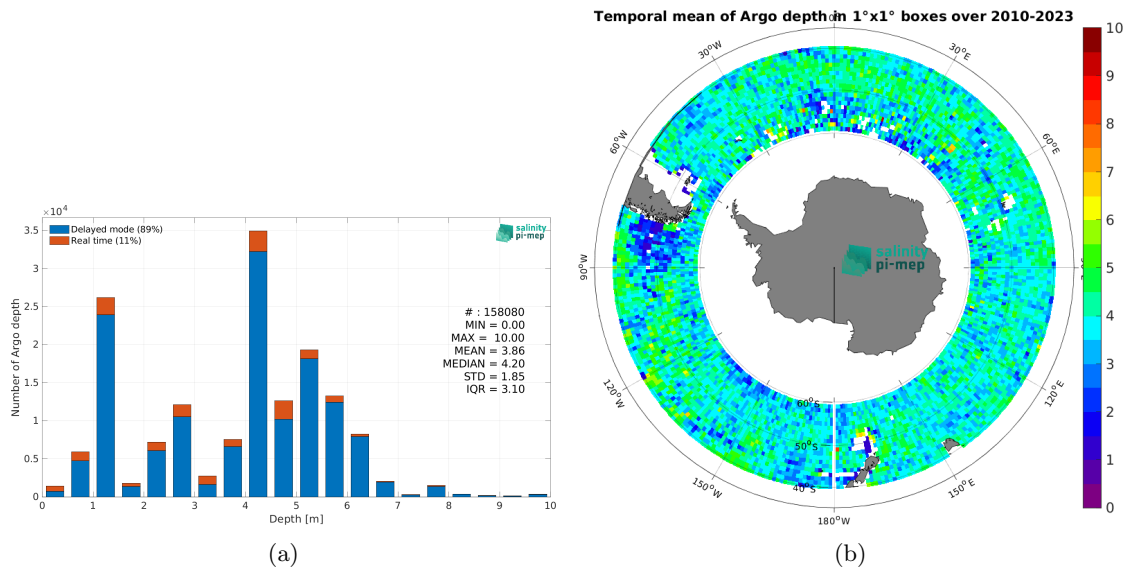 ×10⁴
3.5
3
2.5
2
1.5
1
0.5
0
Number of Argo depth
Delayed mode (89%)
Real time (11%)
salinity
pi-mep
# : 158080
MIN = 0.00
MAX = 10.00
MEAN = 3.86
MEDIAN = 4.20
STD = 1.85
IQR = 3.10
0 1 2 3 4 5 6 7 8 9 10
Depth [m]
(a)
Temporal mean of Argo depth in 1°x1° boxes over 2010-2023
30°W
30°E
60°W
60°E
90°W
120°W
120°E
150°W
150°E
180°W
60°S
50°S
40°S
salinity
pi-mep
10
9
8
7
6
5
4
3
2
1
0
(b)